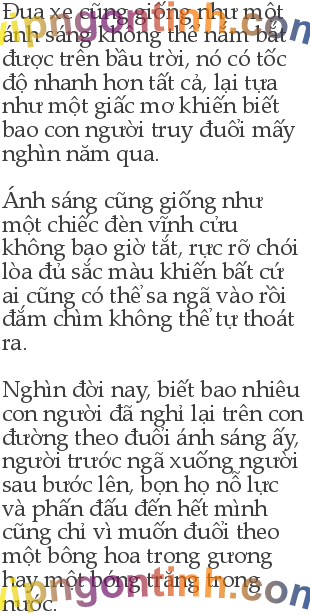 Đua xe cũng giống như một
ánh sáng không thể nắm bắt
được trên bầu trời, nó có tốc
độ nhanh hơn tất cả, lại tựa
như một giấc mơ khiến biết
bao con người truy đuổi mấy
nghìn năm qua.
Ánh sáng cũng giống như
một chiếc đèn vĩnh cửu
không bao giờ tắt, rực rỡ chói
lòa đủ sắc màu khiến bất cứ
ai cũng có thể sa ngã vào rồi
đắm chìm không thể tự thoát
ra.
Nghìn đời nay, biết bao nhiêu
con người đã nghỉ lại trên con
đường theo đuổi ánh sáng ấy,
người trước ngã xuống người
sau bước lên, bọn họ nỗ lực
và phấn đấu đến hết mình
cũng chỉ vì muốn đuổi theo
một bông hoa trong gương
hay một bóng trăng trong
nước.
vipngontinh.com
vipngontinh.com